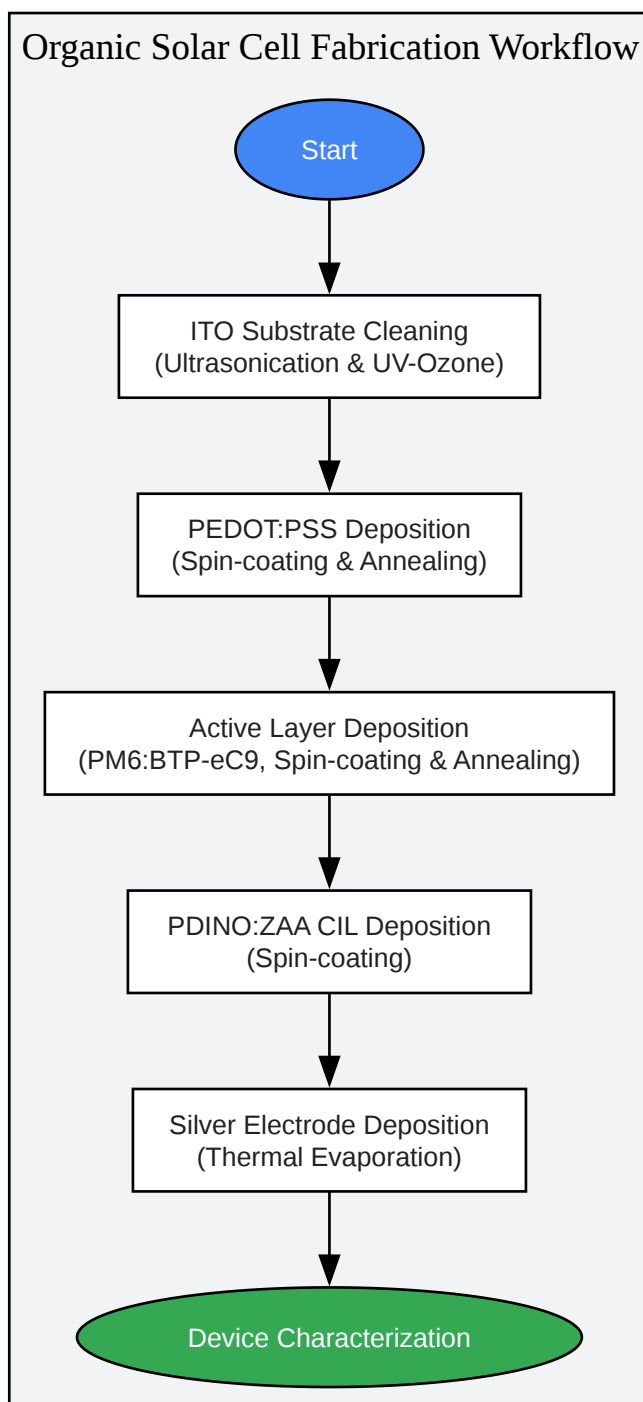 Organic Solar Cell Fabrication Workflow
Start
ITO Substrate Cleaning
(Ultrasonication & UV-Ozone)
PEDOT:PSS Deposition
(Spin-coating & Annealing)
Active Layer Deposition
(PM6:BTP-eC9, Spin-coating & Annealing)
PDINO:ZAA CIL Deposition
(Spin-coating)
Silver Electrode Deposition
(Thermal Evaporation)
Device Characterization